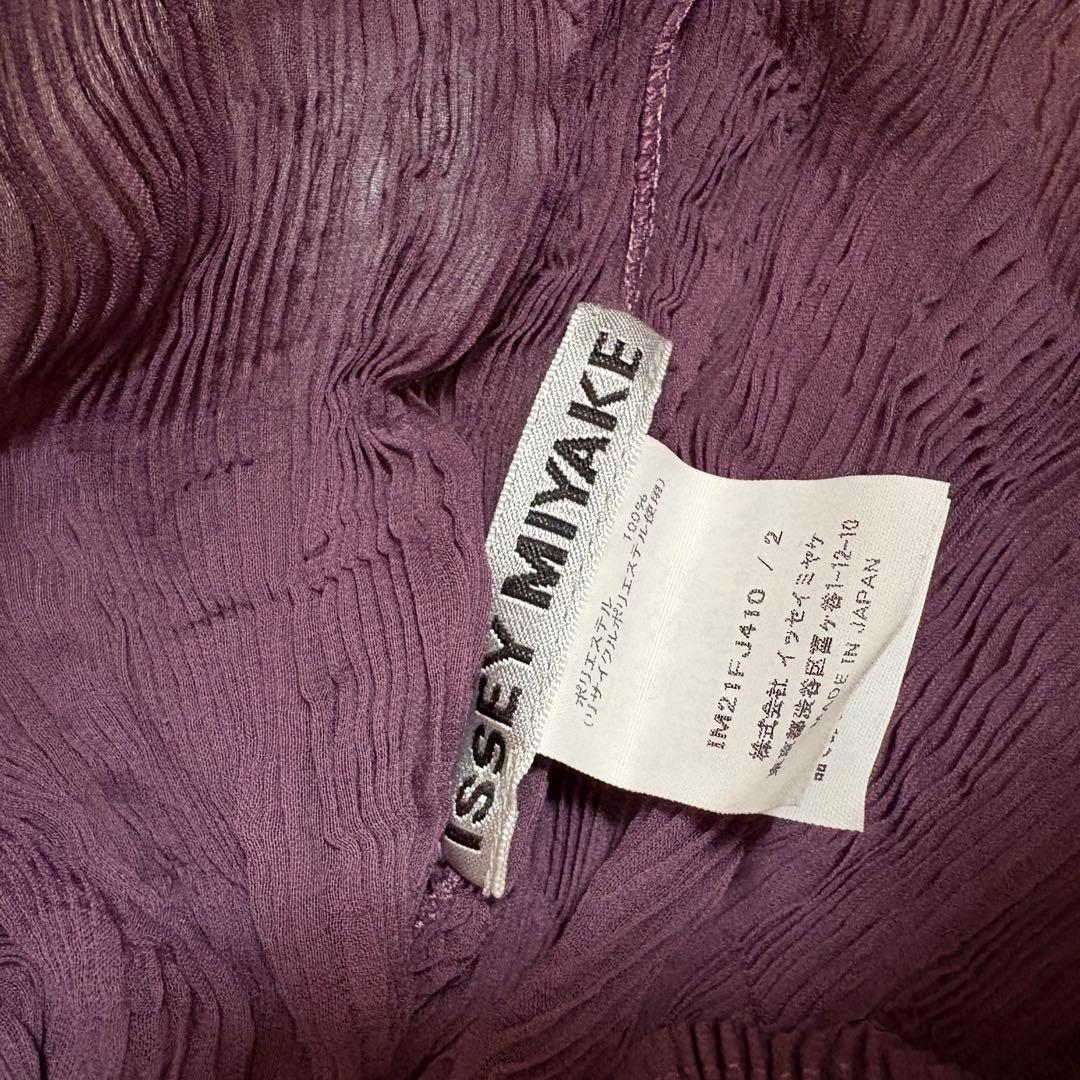 ISSEY MIYAKE
ポリエステル 100%
(リサイクルポリエステル使用)
IM21FJ410 / 2
株式会社 イッセイミヤケ
東京都渋谷区富ヶ谷1-12-10
MADE IN JAPAN
品